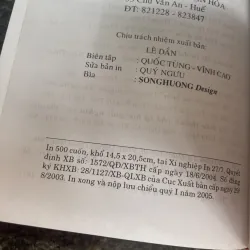 Chu Văn An - Huế
ĐT: 821228 - 823847
Chịu trách nhiệm xuất bản:
LÊ DẦN
Biên tập : QUỐC TÙNG - VĨNH CAO
Sửa bản in : QUÝ NGƯU
Bìa : SONGHUONG Design
In 500 cuốn, khổ 14,5 x 20,5cm, tại Xí nghiệp In 27/7. Quyết
định XB số: 1572/QĐ/XBTH cấp ngày 18/6/2004. Số đăng
ký KHXB: 28/1127/XB-QLXB của Cục Xuất bản cấp ngày 29
/8/2003. In xong và nộp lưu chiểu quý I năm 2005.